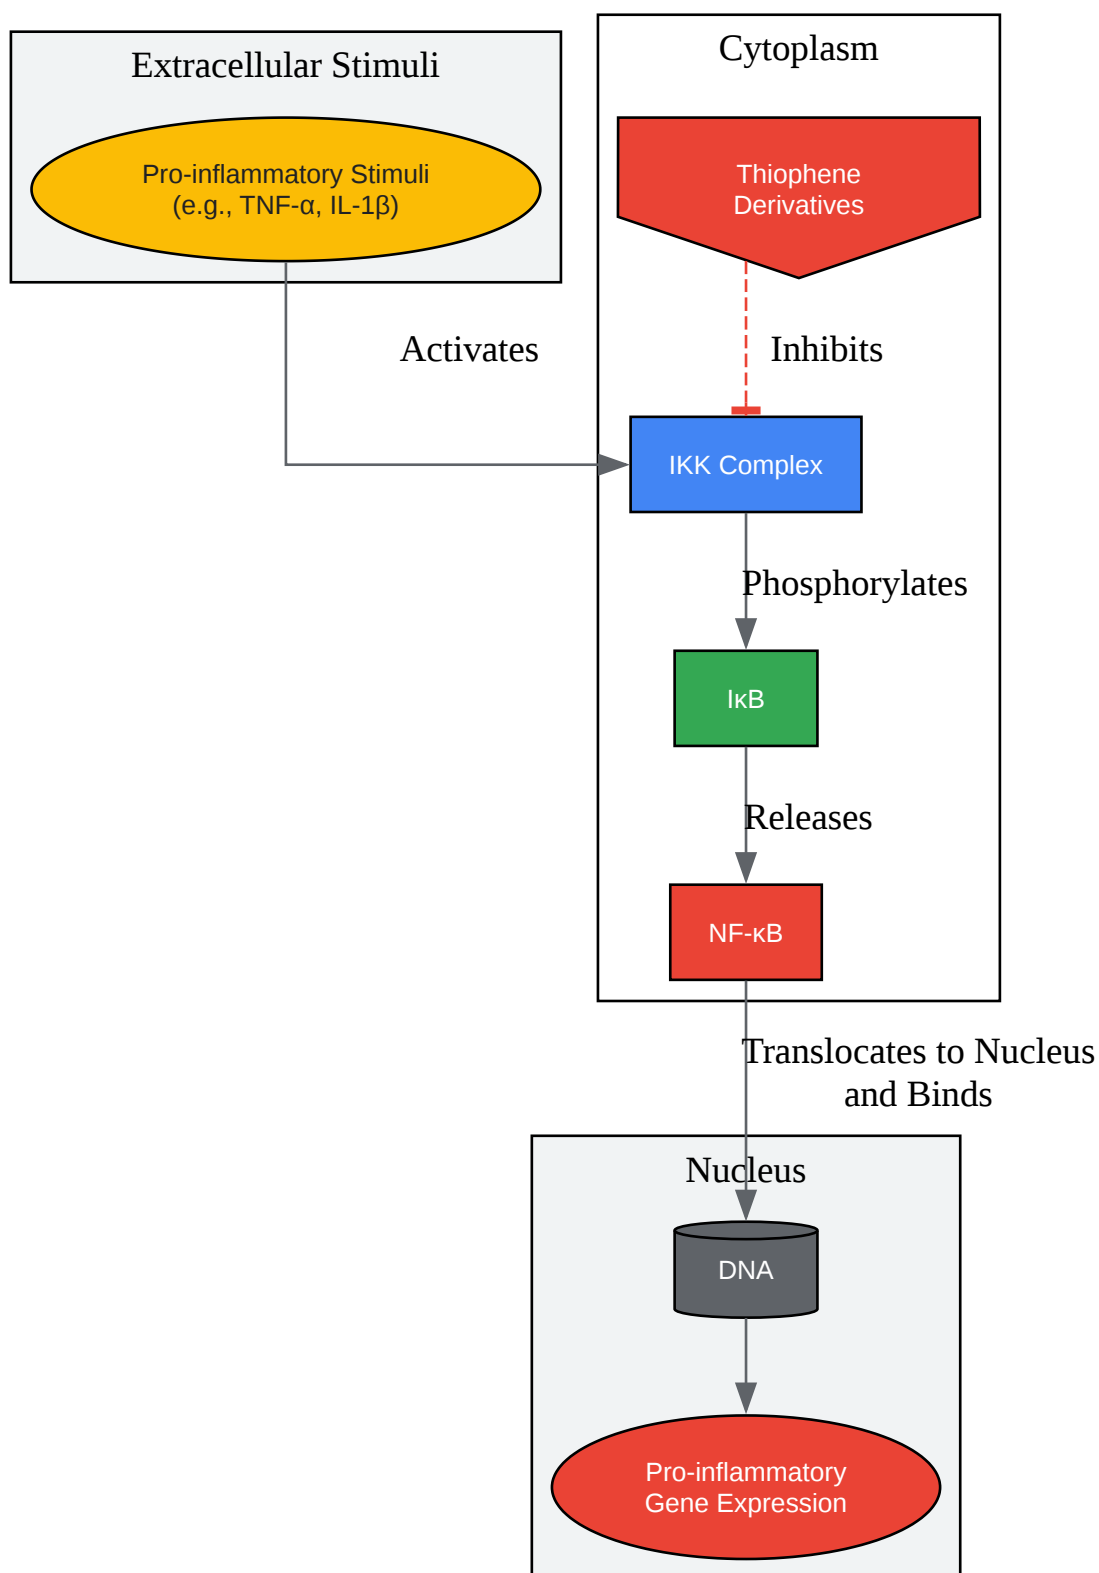 Extracellular Stimuli
Pro-inflammatory Stimuli
(e.g., TNF-α, IL-1β)
Cytoplasm
Thiophene
Derivatives
Activates
Inhibits
IKK Complex
Phosphorylates
IκB
Releases
NF-κB
Translocates to Nucleus
and Binds
Nucleus
DNA
Pro-inflammatory
Gene Expression